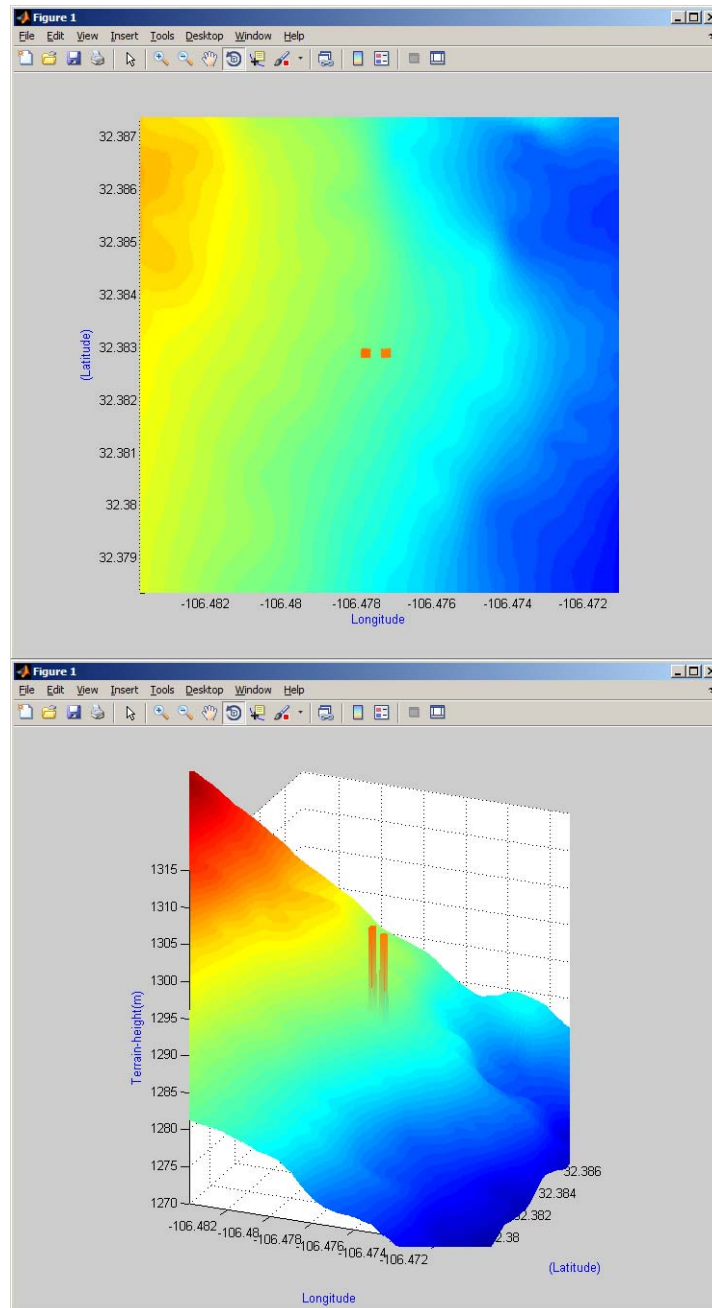 Figure 1
File Edit View Insert Tools Desktop Window Help
32.387
32.386
32.385
32.384
32.383
32.382
32.381
32.38
32.379
(Latitude)
-106.482 -106.48 -106.478 -106.476 -106.474 -106.472
Longitude
Figure 1
File Edit View Insert Tools Desktop Window Help
1315
1310
1305
1300
1295
1290
1285
1280
1275
1270
Terrain-height(m)
-106.482 -106.48 -106.478 -106.476 -106.474 -106.472
32.386
32.384
32.382
32.38
(Latitude)
Longitude